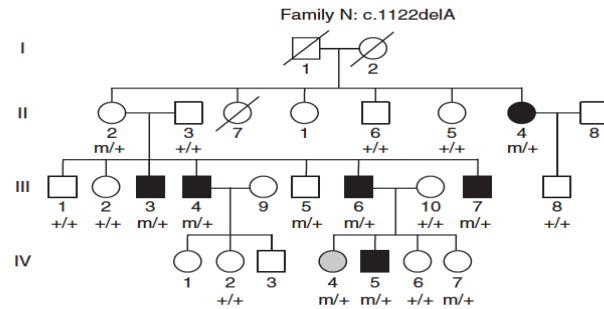 Family N: c.1122delA
I
1 2
II
2 3 7 1 6 5 4 8
m/+ +/+ +/+ +/+ m/+
III
1 2 3 4 9 5 6 10 7 8
+/+ +/+ m/+ m/+ m/+ m/+ +/+ m/+ +/+
IV
1 2 3 4 5 6 7
+/+ m/+ m/+ +/+ m/+